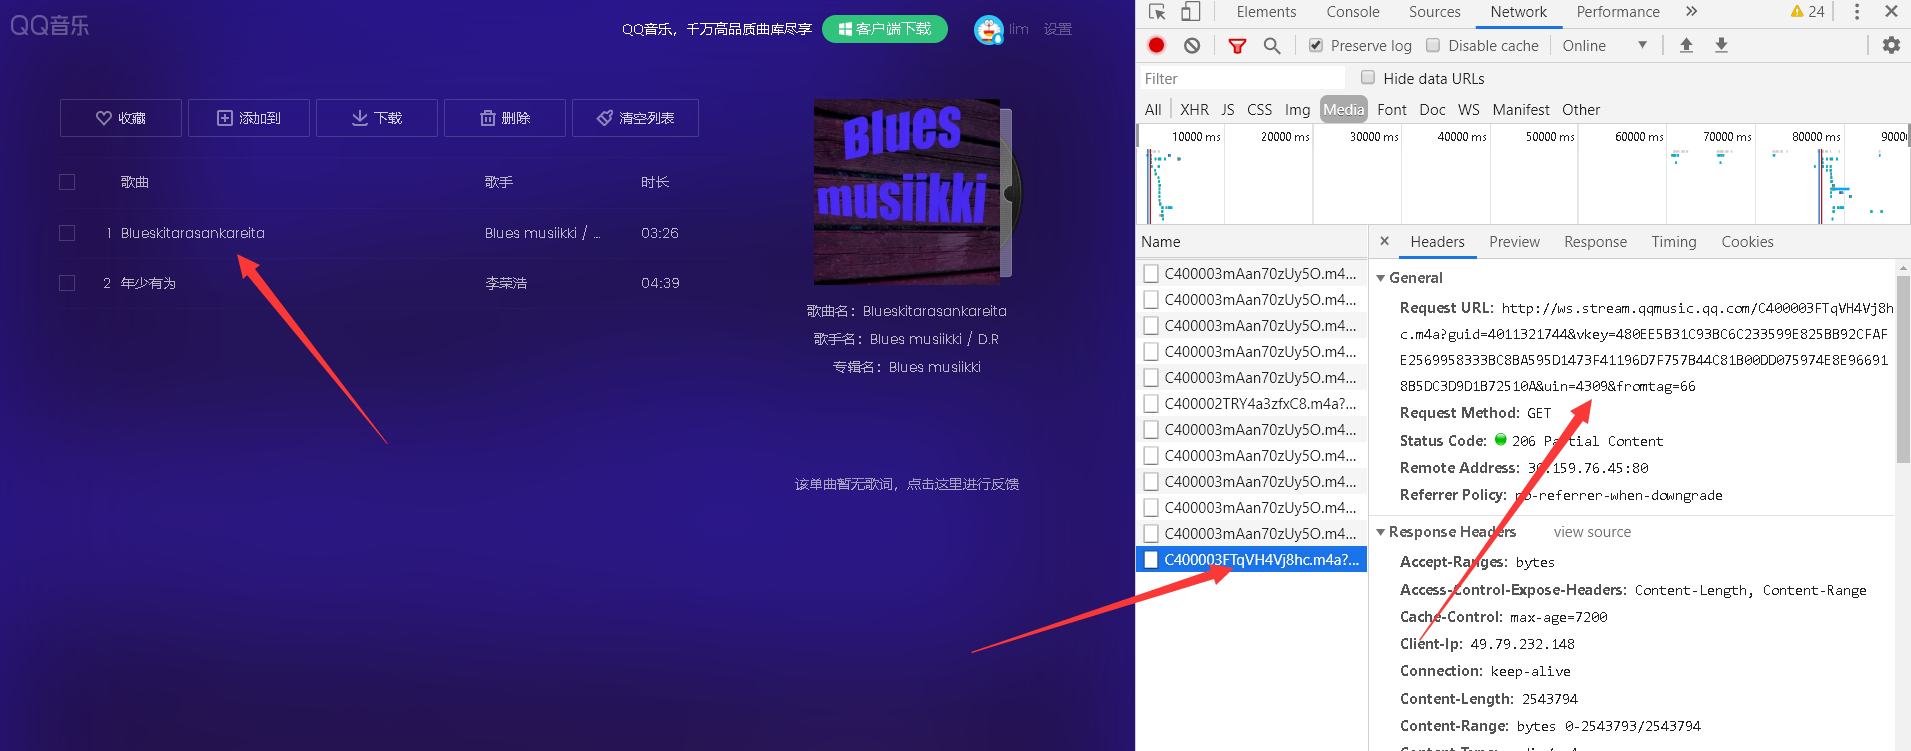 QQ音乐
QQ音乐，千万高品质曲库尽享
客户端下载
lim
设置
收藏
添加到
下载
删除
清空列表
歌曲 歌手 时长
1 Blueskitarasankareita Blues musiikki / ... 03:26
2 年少有为 李荣浩 04:39
Blues
musiikki
歌曲名：Blueskitarasankareita
歌手名：Blues musiikki / D.R
专辑名：Blues musiikki
该单曲暂无歌词，点击这里进行反馈
Elements Console Sources Network Performance » 24
Preserve log Disable cache Online
Filter Hide data URLs
All XHR JS CSS Img Media Font Doc WS Manifest Other
10000 ms 20000 ms 30000 ms 40000 ms 50000 ms 60000 ms 70000 ms 80000 ms
Name
C400003mAan70zUy5O.m4...
C400003mAan70zUy5O.m4...
C400003mAan70zUy5O.m4...
C400003mAan70zUy5O.m4...
C400003mAan70zUy5O.m4...
C400002TRY4a3zfxC8.m4a?...
C400003mAan70zUy5O.m4...
C400003mAan70zUy5O.m4...
C400003mAan70zUy5O.m4...
C400003mAan70zUy5O.m4...
C400003mAan70zUy5O.m4...
C400003FTqVH4Vj8hc.m4a?...
× Headers Preview Response Timing Cookies
General
Request URL: http://ws.stream.qqmusic.qq.com/C400003FTqVH4Vj8h
c.m4a?guid=4011321744&vkey=480EE5B31C93BC6C233599E825BB92CFAF
E2569958333BC8BA595D1473F41196D7F757B44C81B00DD075974E8E96691
8B5DC3D9D1B72510A&uin=4309&fromtag=66
Request Method: GET
Status Code: 206 Partial Content
Remote Address: 36.159.76.45:80
Referrer Policy: no-referrer-when-downgrade
Response Headers view source
Accept-Ranges: bytes
Access-Control-Expose-Headers: Content-Length, Content-Range
Cache-Control: max-age=7200
Client-Ip: 49.79.232.148
Connection: keep-alive
Content-Length: 2543794
Content-Range: bytes 0-2543793/2543794